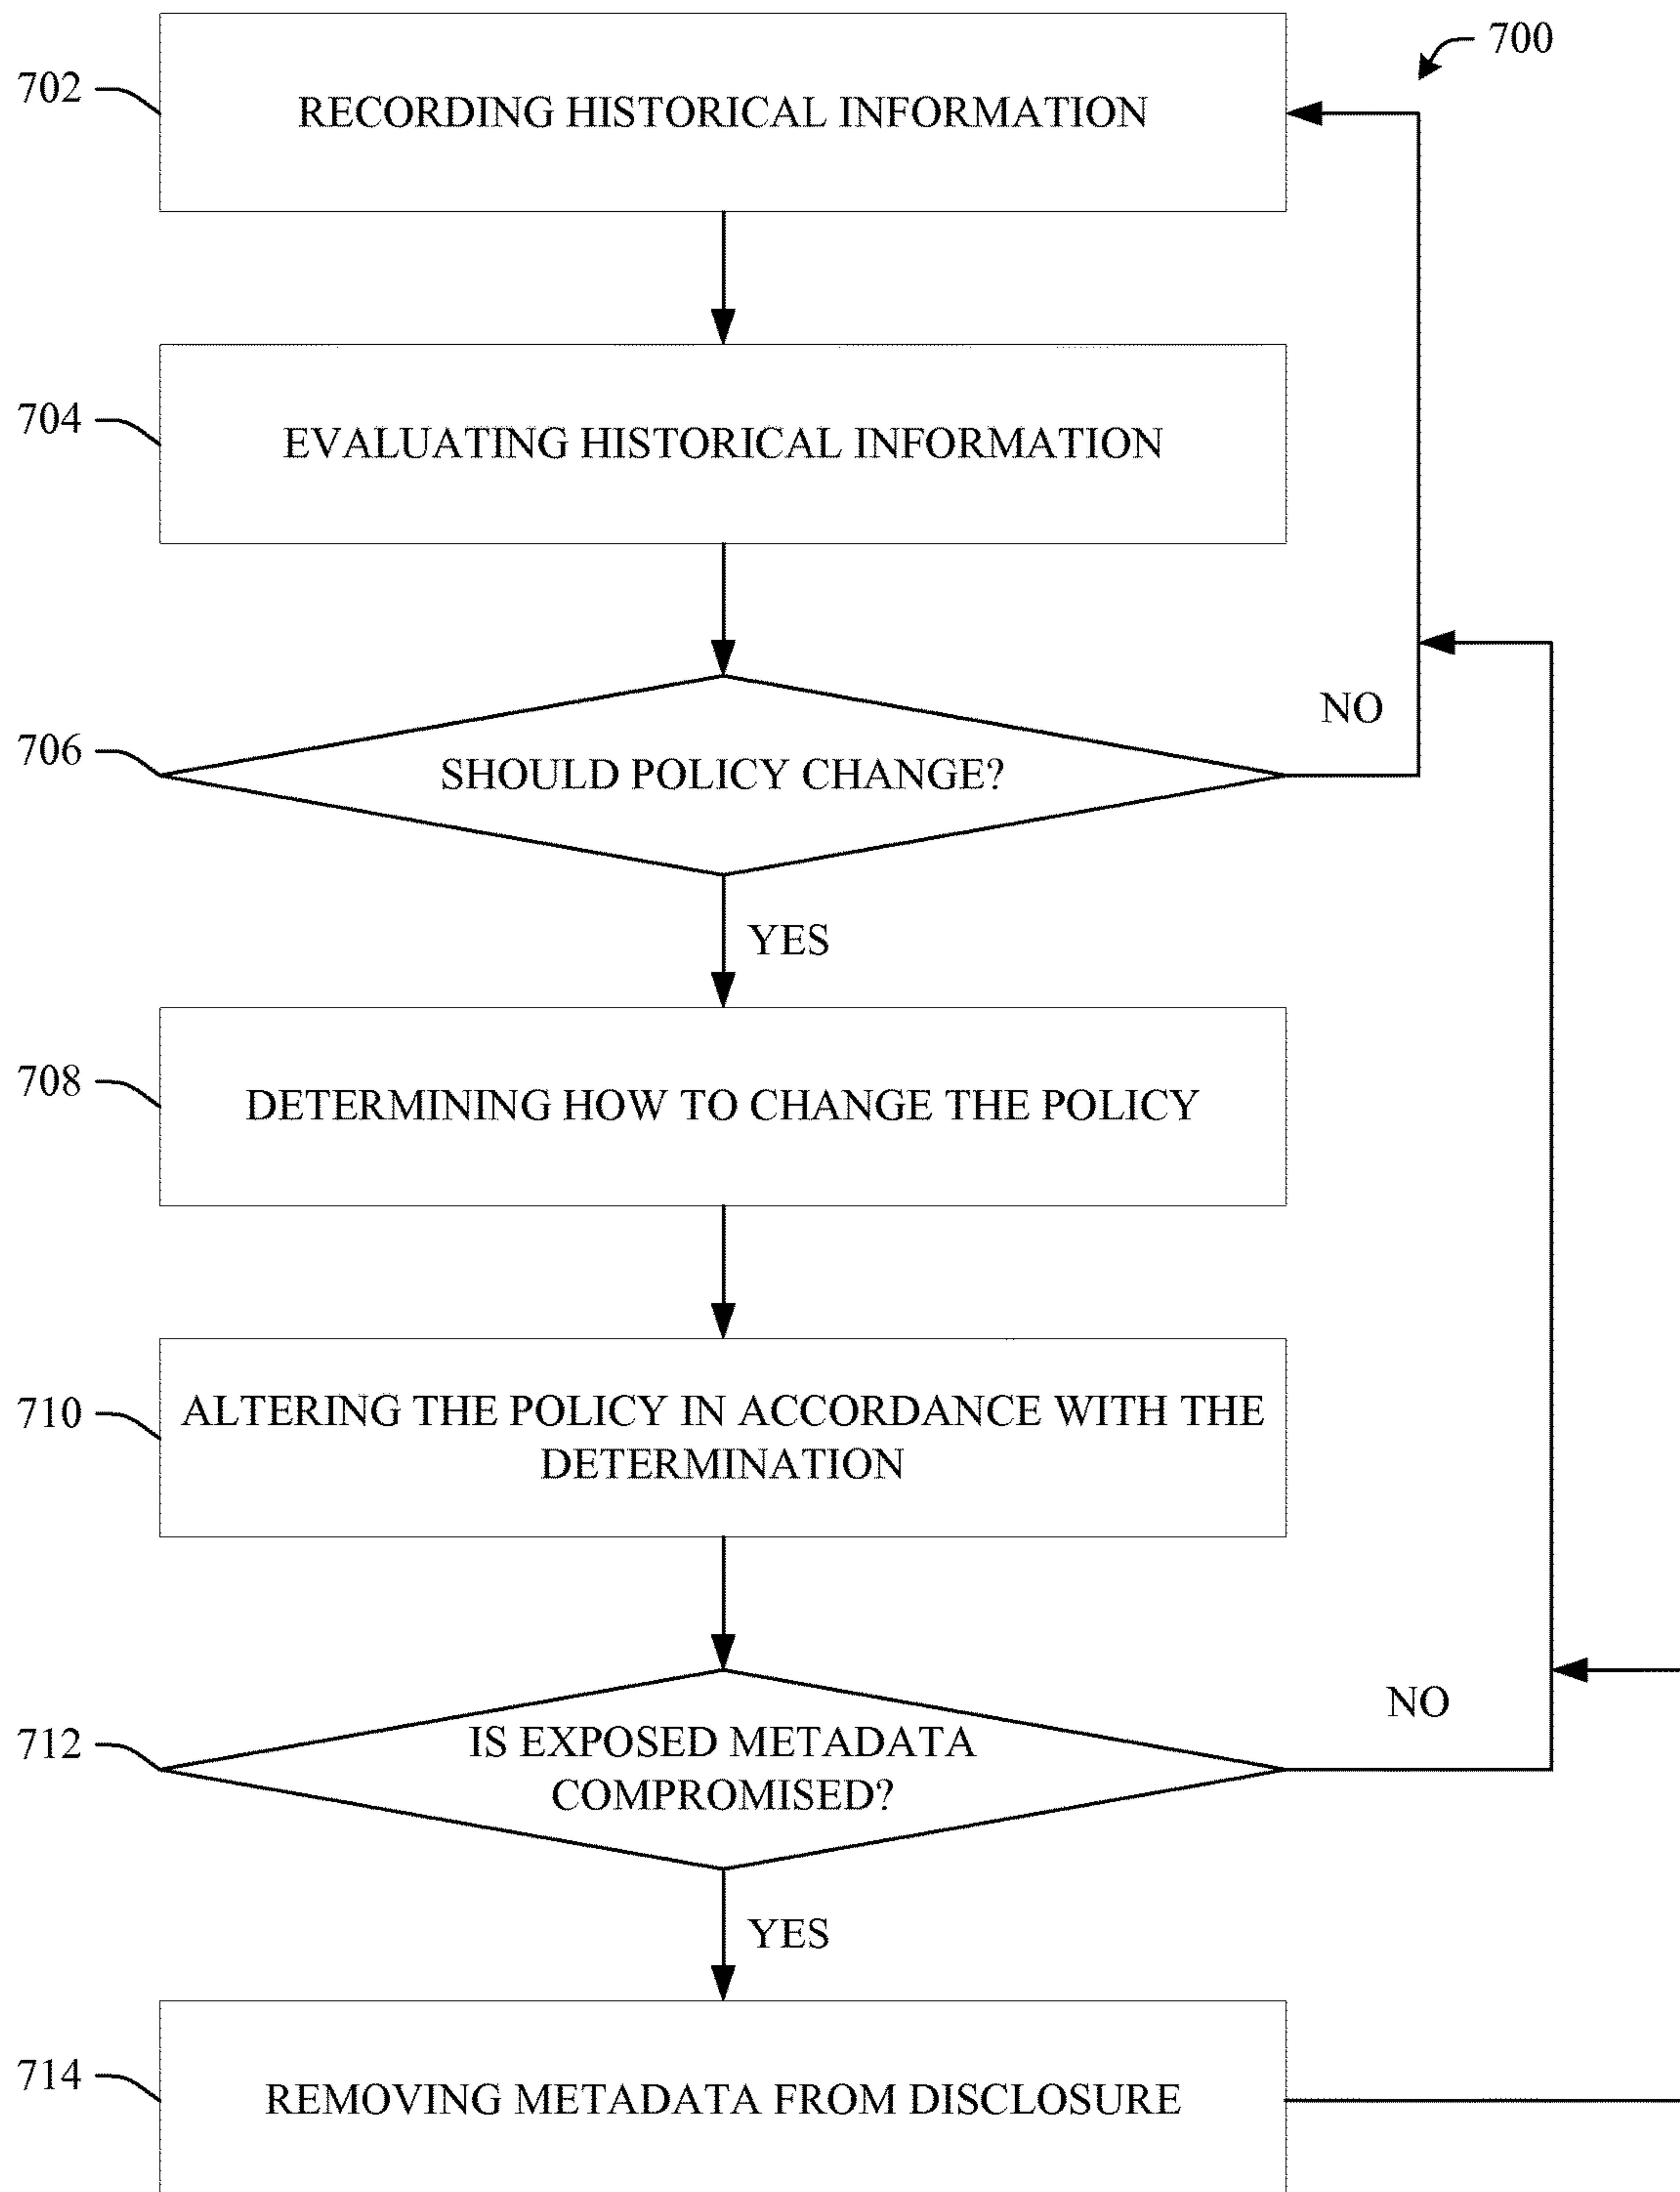 700
702
RECORDING HISTORICAL INFORMATION
704
EVALUATING HISTORICAL INFORMATION
NO
706
SHOULD POLICY CHANGE?
YES
708
DETERMINING HOW TO CHANGE THE POLICY
710
ALTERING THE POLICY IN ACCORDANCE WITH THE
DETERMINATION
NO
712
IS EXPOSED METADATA
COMPROMISED?
YES
714
REMOVING METADATA FROM DISCLOSURE